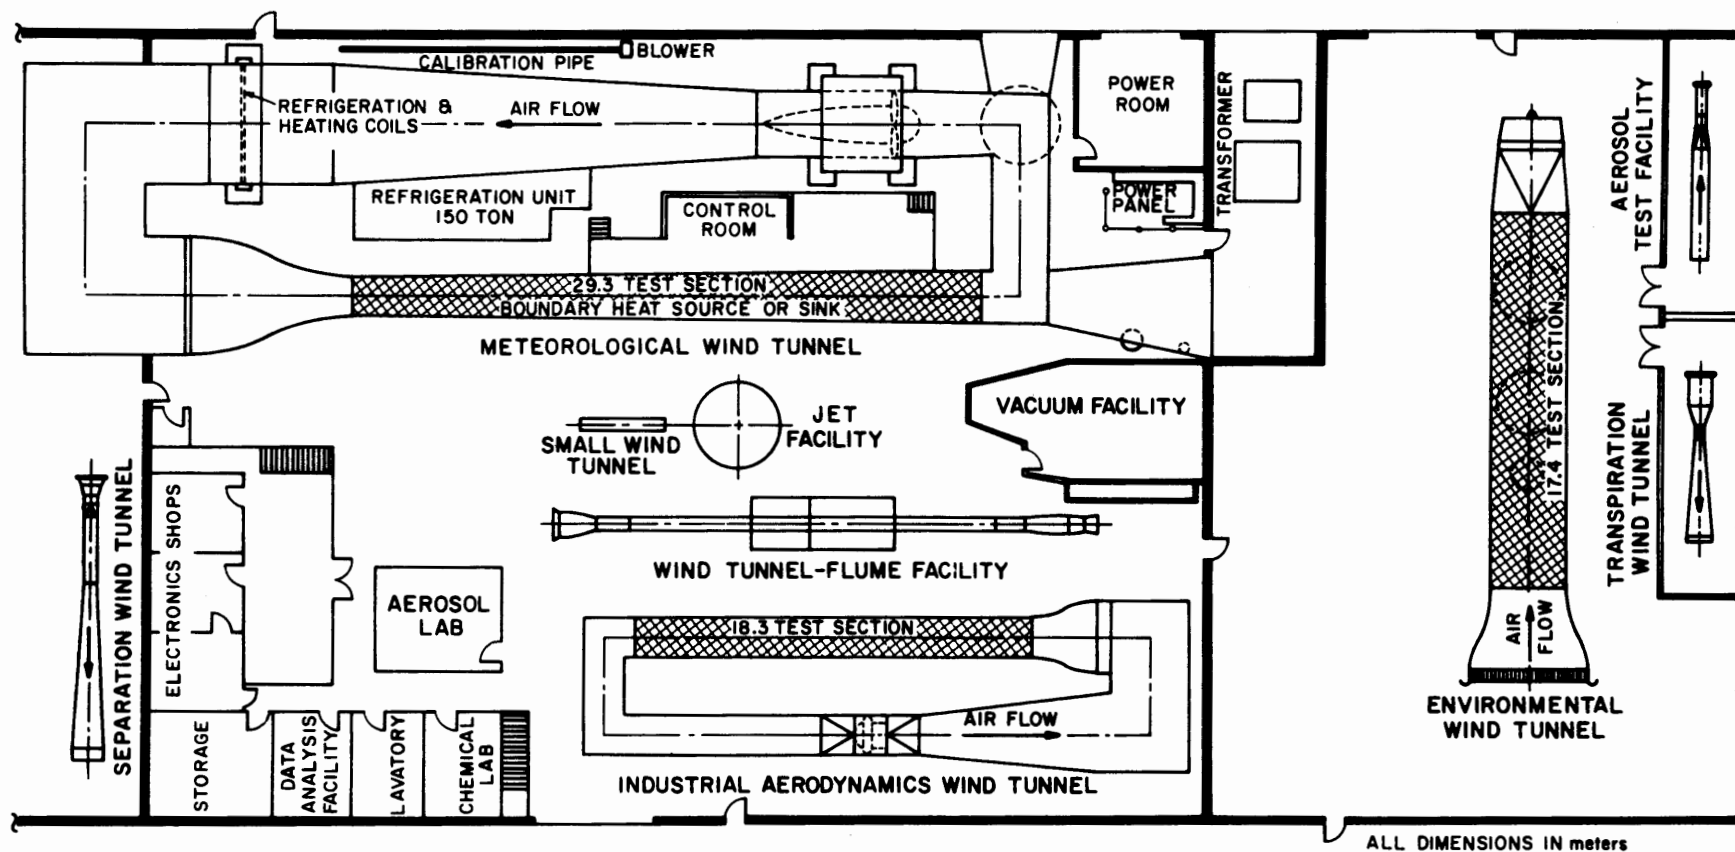 BLOWER
CALIBRATION PIPE
REFRIGERATION &
HEATING COILS
AIR FLOW
POWER
ROOM
TRANSFORMER
POWER
PANEL
REFRIGERATION UNIT
150 TON
CONTROL
ROOM
29.3 TEST SECTION
BOUNDARY HEAT SOURCE OR SINK
METEOROLOGICAL WIND TUNNEL
AEROSOL
TEST FACILITY
17.4 TEST SECTION
TRANSPIRATION
WIND TUNNEL
AIR
FLOW
ENVIRONMENTAL
WIND TUNNEL
VACUUM FACILITY
JET
FACILITY
SMALL WIND
TUNNEL
SEPARATION WIND TUNNEL
ELECTRONICS SHOPS
WIND TUNNEL-FLUME FACILITY
AEROSOL
LAB
18.3 TEST SECTION
AIR FLOW
INDUSTRIAL AERODYNAMICS WIND TUNNEL
STORAGE
DATA
ANALYSIS
FACILITY
LAVATORY
CHEMICAL
LAB
ALL DIMENSIONS IN meters